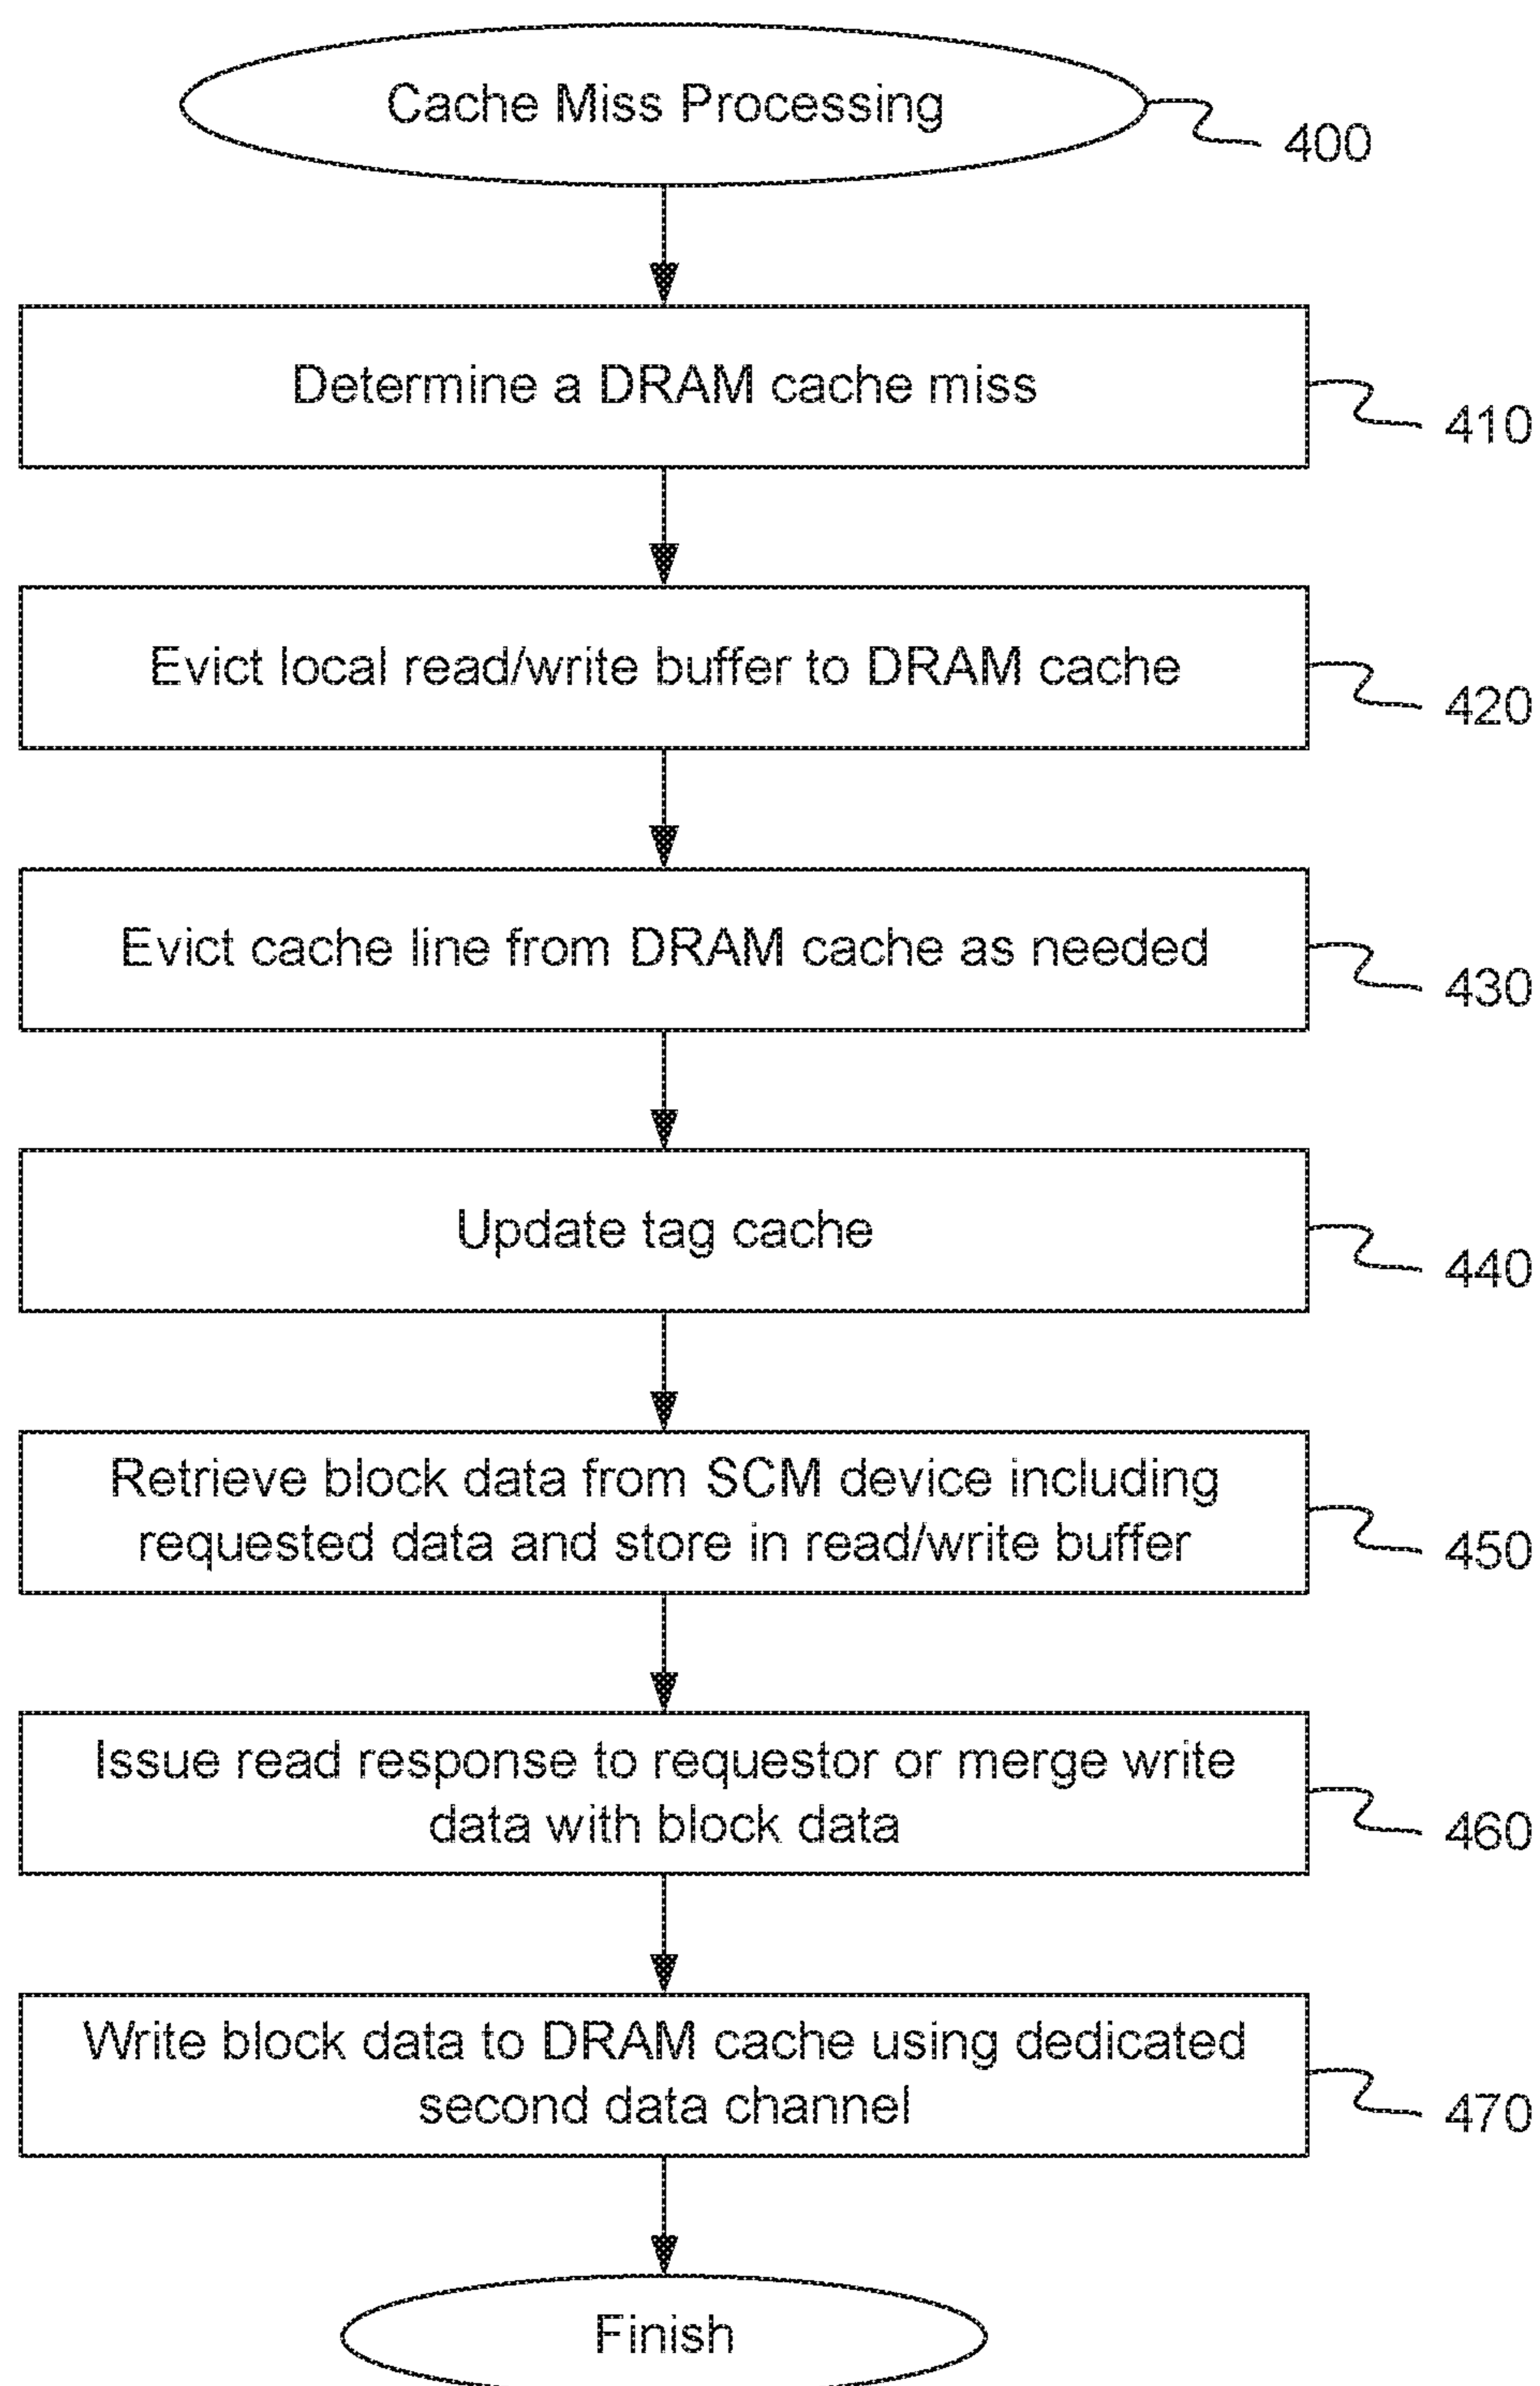 Cache Miss Processing
400
Determine a DRAM cache miss
410
Evict local read/write buffer to DRAM cache
420
Evict cache line from DRAM cache as needed
430
Update tag cache
440
Retrieve block data from SCM device including
requested data and store in read/write buffer
450
Issue read response to requestor or merge write
data with block data
460
Write block data to DRAM cache using dedicated
second data channel
470
Finish